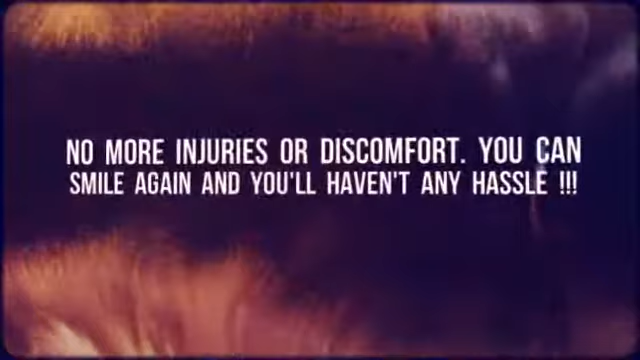 NO MORE INJURIES OR DISCOMFORT. YOU CAN
SMILE AGAIN AND YOU'LL HAVEN'T ANY HASSLE !!!